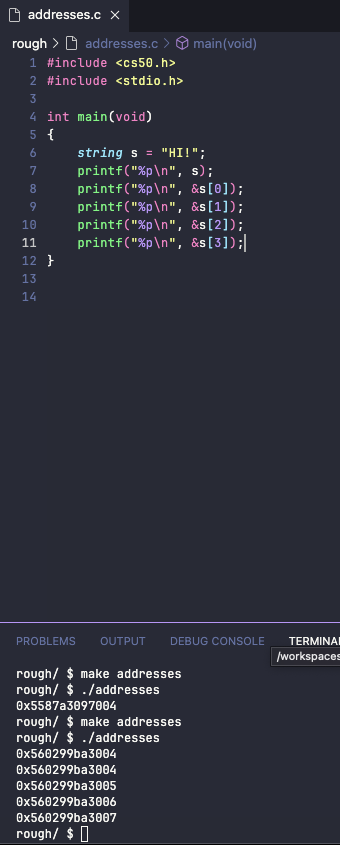 addresses.c
rough > addresses.c > main(void)
1 #include <cs50.h>
2 #include <stdio.h>
3
4 int main(void)
5 {
6     string s = "HI!";
7     printf("%p\n", s);
8     printf("%p\n", &s[0]);
9     printf("%p\n", &s[1]);
10     printf("%p\n", &s[2]);
11     printf("%p\n", &s[3]);
12 }
13
14
PROBLEMS OUTPUT DEBUG CONSOLE TERMINAL
/workspaces
rough/ $ make addresses
rough/ $ ./addresses
0x5587a3097004
rough/ $ make addresses
rough/ $ ./addresses
0x560299ba3004
0x560299ba3004
0x560299ba3005
0x560299ba3006
0x560299ba3007
rough/ $